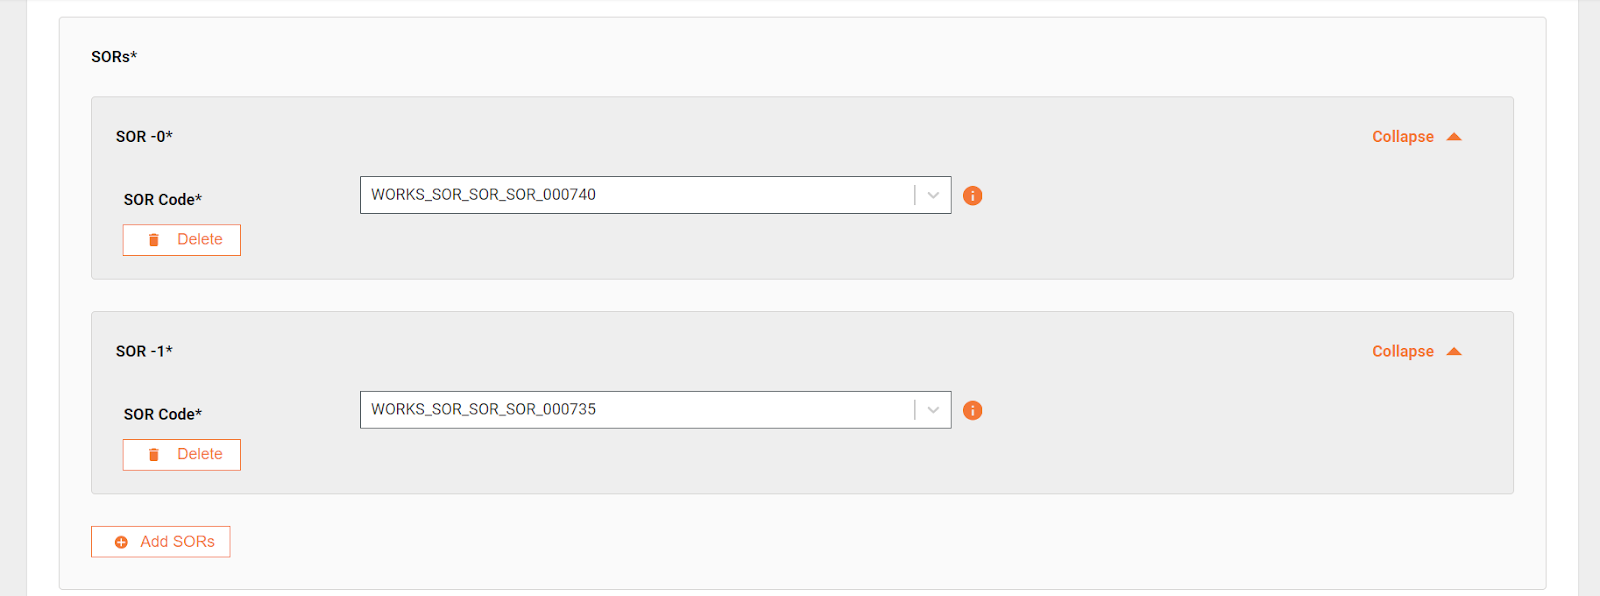 SORs*
SOR -0*
Collapse
SOR Code*
WORKS_SOR_SOR_SOR_000740
Delete
SOR -1*
Collapse
SOR Code*
WORKS_SOR_SOR_SOR_000735
Delete
Add SORs